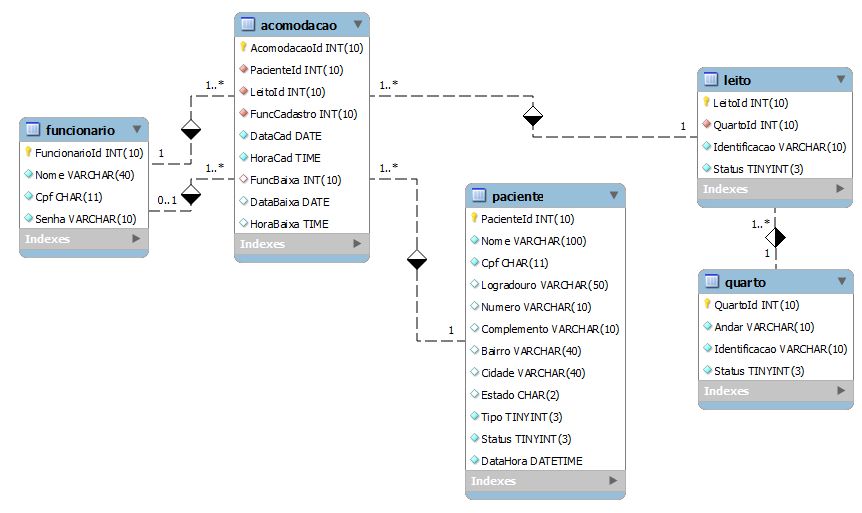 acomodacao
AcomodacaoId INT(10)
PacienteId INT(10)
LeitoId INT(10)
FuncCadastro INT(10)
DataCad DATE
HoraCad TIME
FuncBaixa INT(10)
DataBaixa DATE
HoraBaixa TIME
Indexes
funcionario
FuncionarioId INT(10)
Nome VARCHAR(40)
Cpf CHAR(11)
Senha VARCHAR(10)
Indexes
1..*
1
1..*
0..1
1..*
1
1..*
1
leito
LeitoId INT(10)
QuartoId INT(10)
Identificacao VARCHAR(10)
Status TINYINT(3)
Indexes
1..*
1
paciente
PacienteId INT(10)
Nome VARCHAR(100)
Cpf CHAR(11)
Logradouro VARCHAR(50)
Numero VARCHAR(10)
Complemento VARCHAR(10)
Bairro VARCHAR(40)
Cidade VARCHAR(40)
Estado CHAR(2)
Tipo TINYINT(3)
Status TINYINT(3)
DataHora DATETIME
Indexes
quarto
QuartoId INT(10)
Andar VARCHAR(10)
Identificacao VARCHAR(10)
Status TINYINT(3)
Indexes